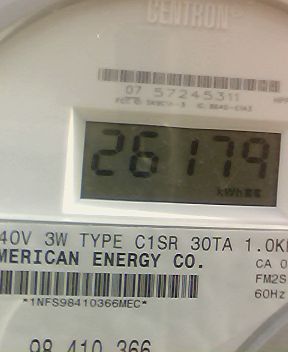 CENTRON®
07 57245311
26179
kWh
40V 3W TYPE C1SR 30TA 1.0K
MERICAN ENERGY CO.
CA 0
FM2S
*1NFS98410366MEC*
60Hz
98 410 366